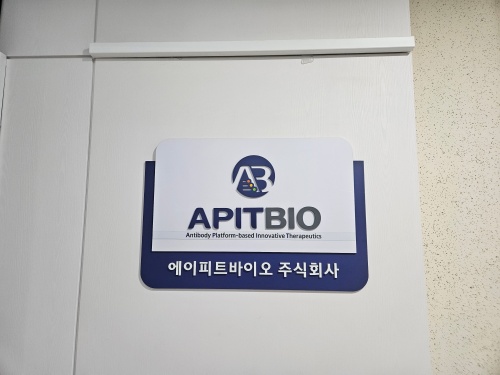 AB
APITBIO
Antibody Platform-based Innovative Therapeutics
에이피트바이오 주식회사